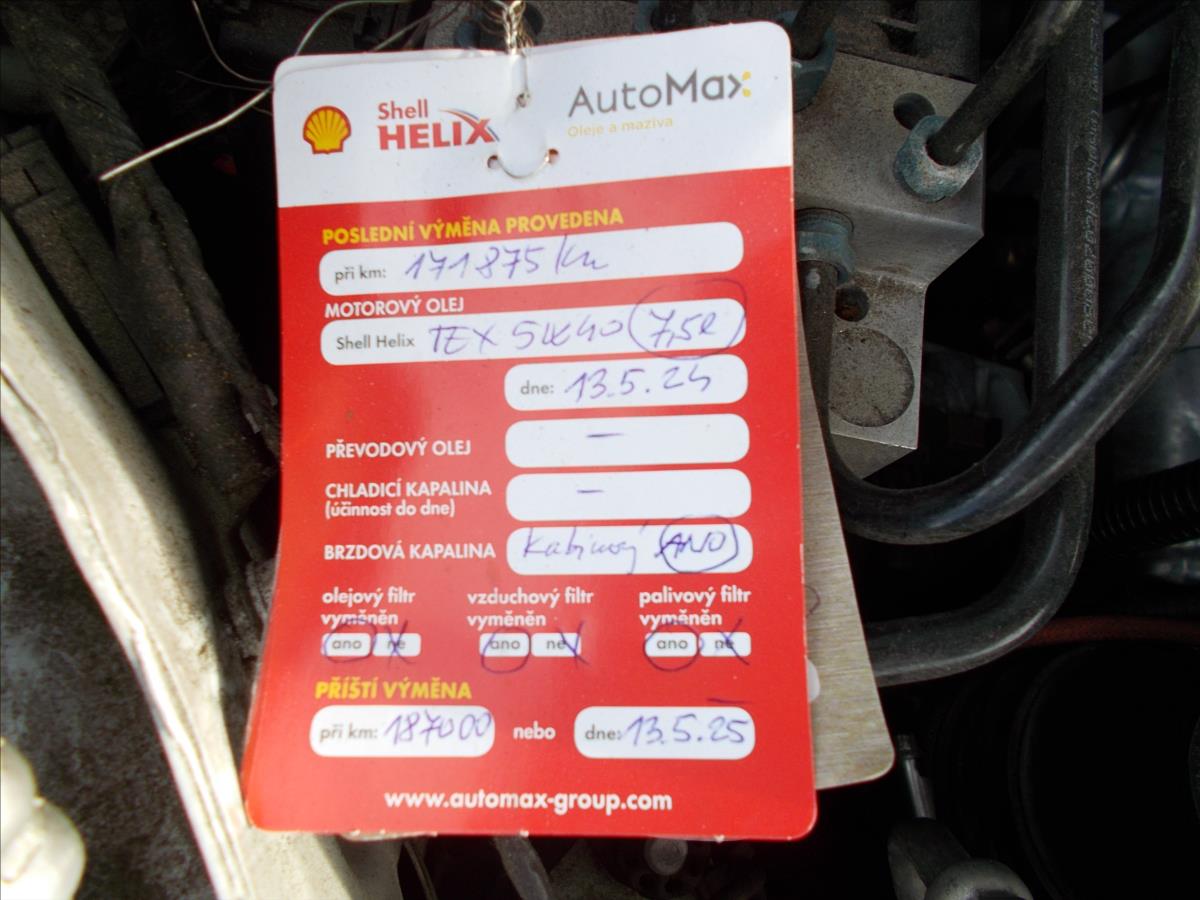 Shell
HELIX
AutoMax
Oleje a maziva
POSLEDNÍ VÝMĚNA PROVEDENA
při km: 171875 km
MOTOROVÝ OLEJ
Shell Helix TEX 5W40 7,5l
dne: 13.5.24
PŘEVODOVÝ OLEJ –
CHLADICÍ KAPALINA –
(účinnost do dne)
BRZDOVÁ KAPALINA Kabinový ANO
olejový filtr vzduchový filtr palivový filtr
vyměněn vyměněn vyměněn
ano ne ano ne ano ne
PŘÍŠTÍ VÝMĚNA
při km: 187000 nebo dne: 13.5.25
www.automax-group.com